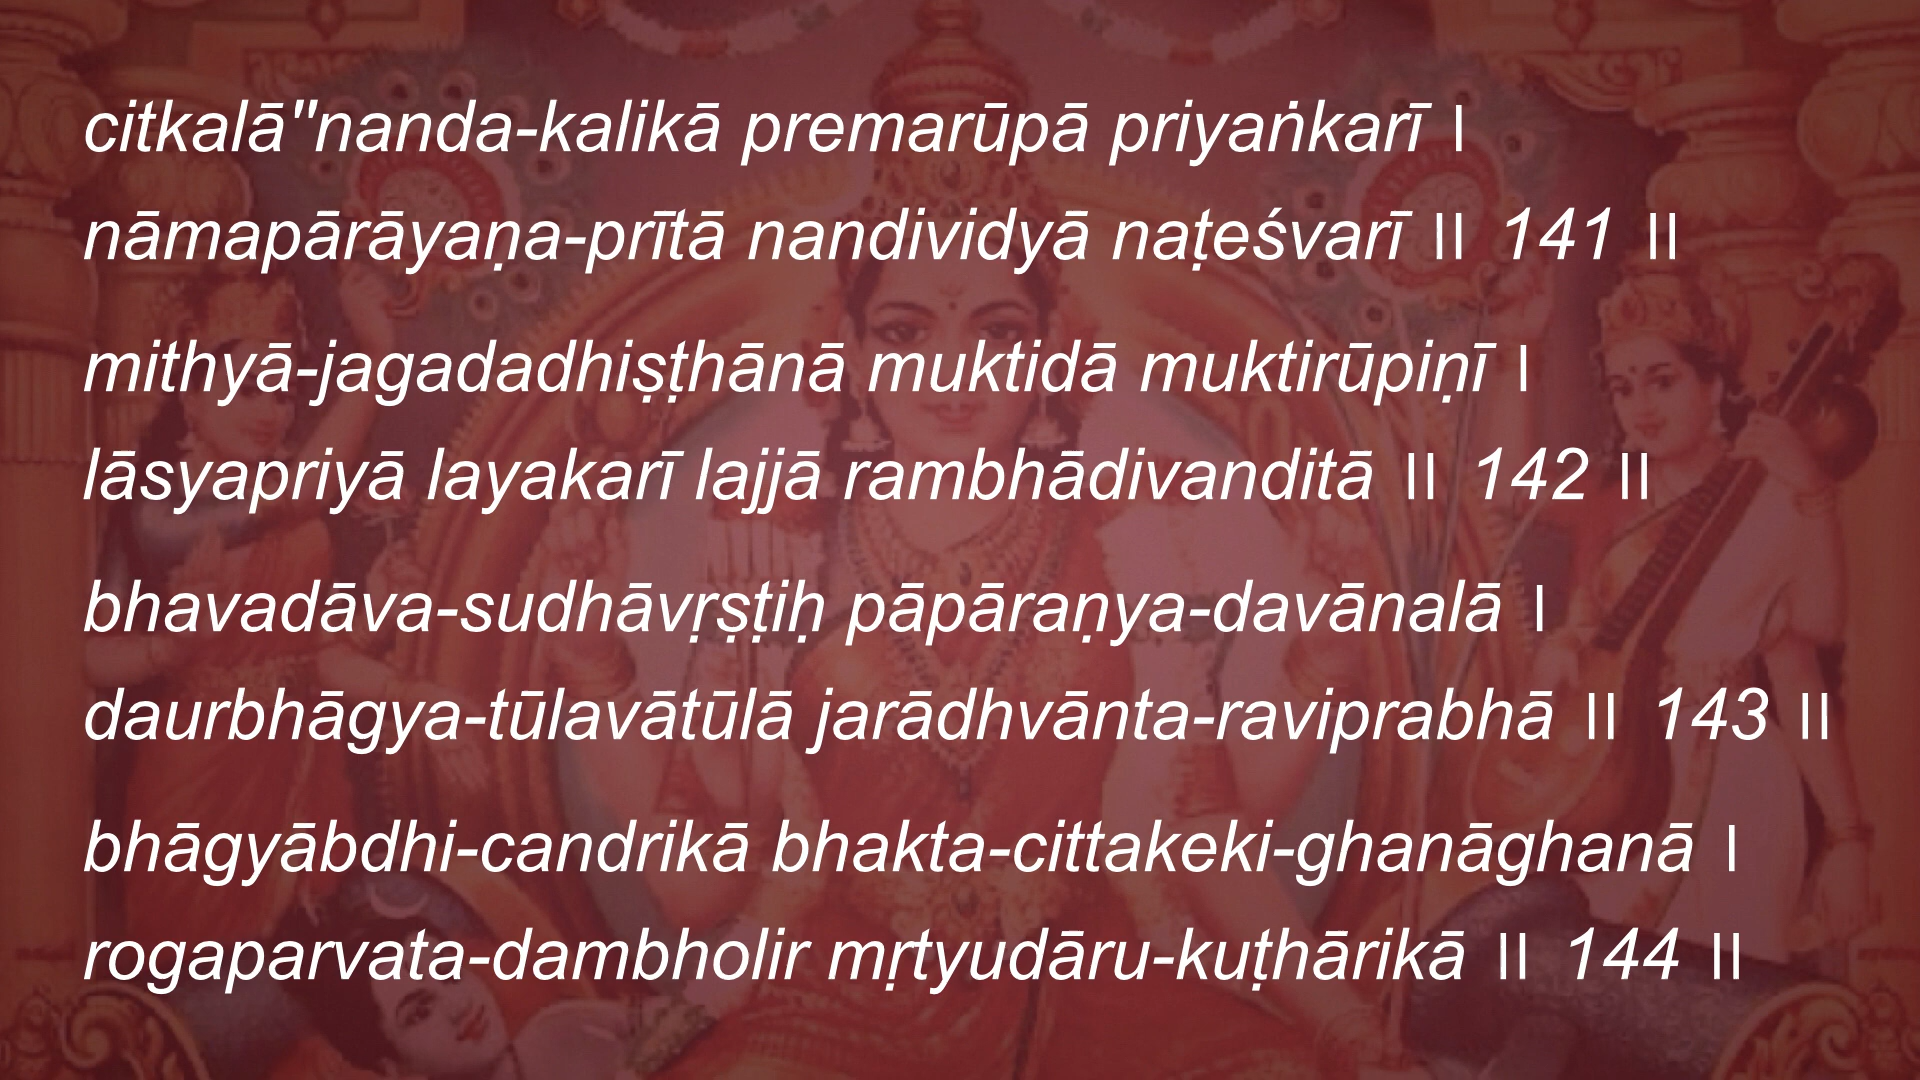 citkalā"nanda-kalikā premarūpā priyaṅkarī ।
nāmapārāyaṇa-prītā nandividyā naṭeśvarī ॥ 141 ॥
mithyā-jagadadhiṣṭhānā muktidā muktirūpiṇī ।
lāsyapriyā layakarī lajjā rambhādivanditā ॥ 142 ॥
bhavadāva-sudhāvṛṣṭiḥ pāpāraṇya-davānalā ।
daurbhāgya-tūlavātūlā jarādhvānta-raviprabhā ॥ 143 ॥
bhāgyābdhi-candrikā bhakta-cittakeki-ghanāghanā ।
rogaparvata-dambholir mṛtyudāru-kuṭhārikā ॥ 144 ॥